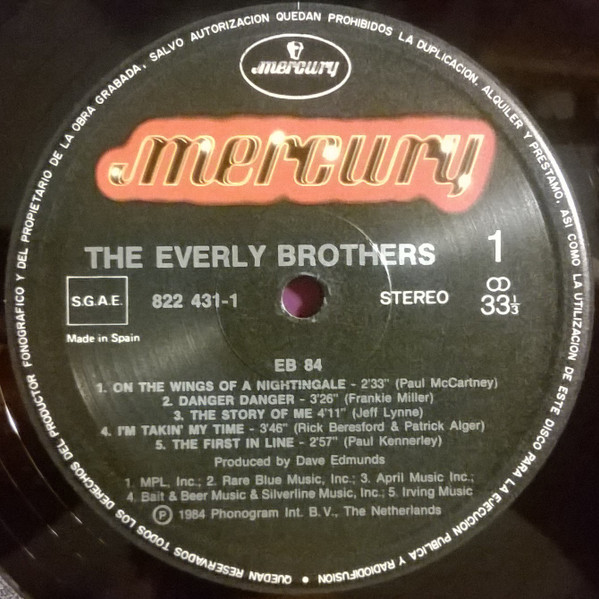 mercury
mercury
THE EVERLY BROTHERS
1
S.G.A.E.
822 431-1
STEREO
33 1/3
Made in Spain
EB 84
1. ON THE WINGS OF A NIGHTINGALE - 2'33" (Paul McCartney)
2. DANGER DANGER - 3'26" (Frankie Miller)
3. THE STORY OF ME 4'11" (Jeff Lynne)
4. I'M TAKIN' MY TIME - 3'46" (Rick Beresford & Patrick Alger)
5. THE FIRST IN LINE - 2'57" (Paul Kennerley)
Produced by Dave Edmunds
1. MPL, Inc.; 2. Rare Blue Music, Inc.; 3. April Music Inc.;
4. Bait & Beer Music & Silverline Music, Inc.; 5. Irving Music
Ⓟ 1984 Phonogram Int. B.V., The Netherlands
QUEDAN RESERVADOS TODOS LOS DERECHOS DEL PRODUCTOR FONOGRAFICO Y DEL PROPIETARIO DE LA OBRA GRABADA, SALVO AUTORIZACION QUEDAN PROHIBIDOS LA DUPLICACION, ALQUILER Y PRESTAMO, ASI COMO LA UTILIZACION DE ESTE DISCO PARA LA EJECUCION PUBLICA Y RADIODIFUSION •